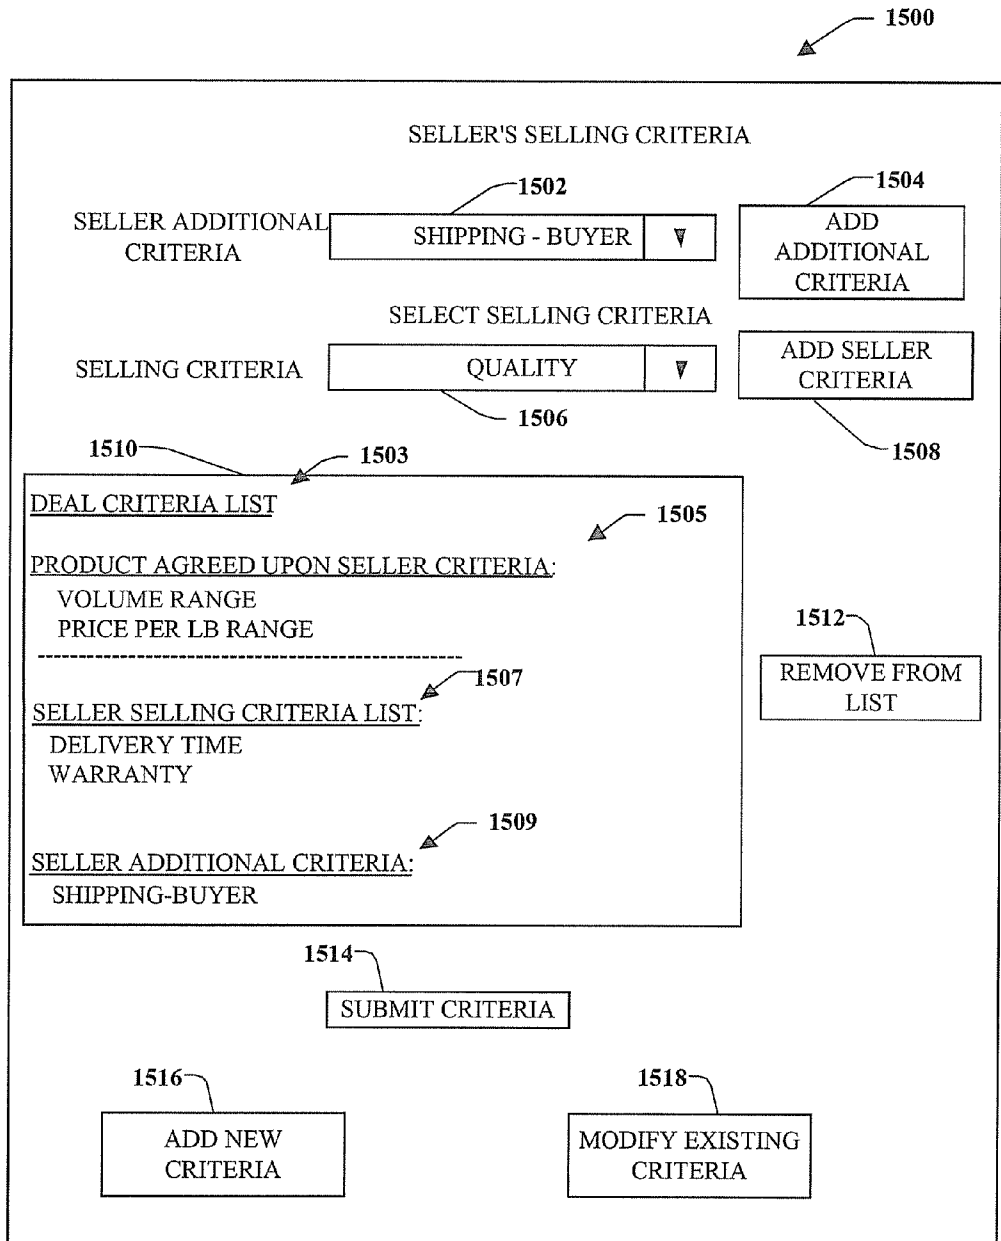 1500
SELLER'S SELLING CRITERIA
1502
1504
SELLER ADDITIONAL
CRITERIA
SHIPPING - BUYER
ADD
ADDITIONAL
CRITERIA
SELECT SELLING CRITERIA
SELLING CRITERIA
QUALITY
ADD SELLER
CRITERIA
1506
1508
1510
1503
DEAL CRITERIA LIST
1505
PRODUCT AGREED UPON SELLER CRITERIA:
VOLUME RANGE
PRICE PER LB RANGE
1512
REMOVE FROM
LIST
1507
SELLER SELLING CRITERIA LIST:
DELIVERY TIME
WARRANTY
1509
SELLER ADDITIONAL CRITERIA:
SHIPPING-BUYER
1514
SUBMIT CRITERIA
1516
1518
ADD NEW
CRITERIA
MODIFY EXISTING
CRITERIA